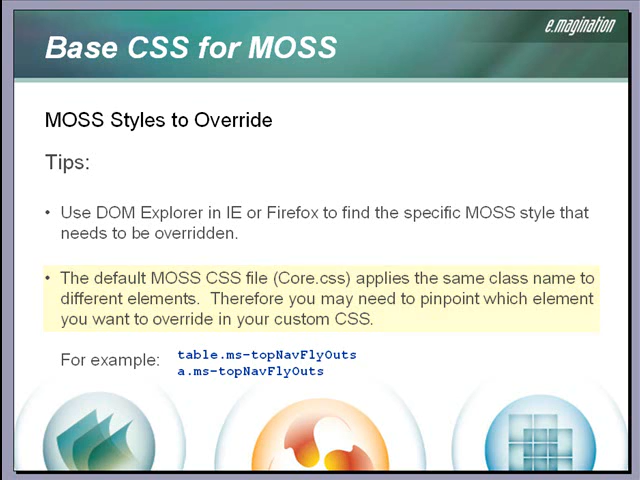 e.magination
Base CSS for MOSS
MOSS Styles to Override
Tips:
• Use DOM Explorer in IE or Firefox to find the specific MOSS style that
needs to be overridden.
• The default MOSS CSS file (Core.css) applies the same class name to
different elements.  Therefore you may need to pinpoint which element
you want to override in your custom CSS.
For example: table.ms-topNavFlyOuts
a.ms-topNavFlyOuts